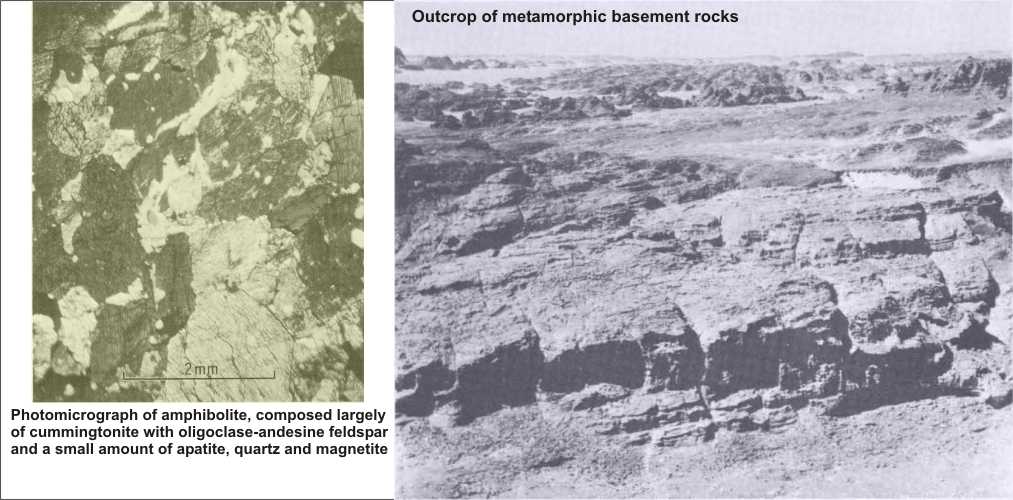 Outcrop of metamorphic basement rocks
2mm
Photomicrograph of amphibolite, composed largely
of cummingtonite with oligoclase-andesine feldspar
and a small amount of apatite, quartz and magnetite